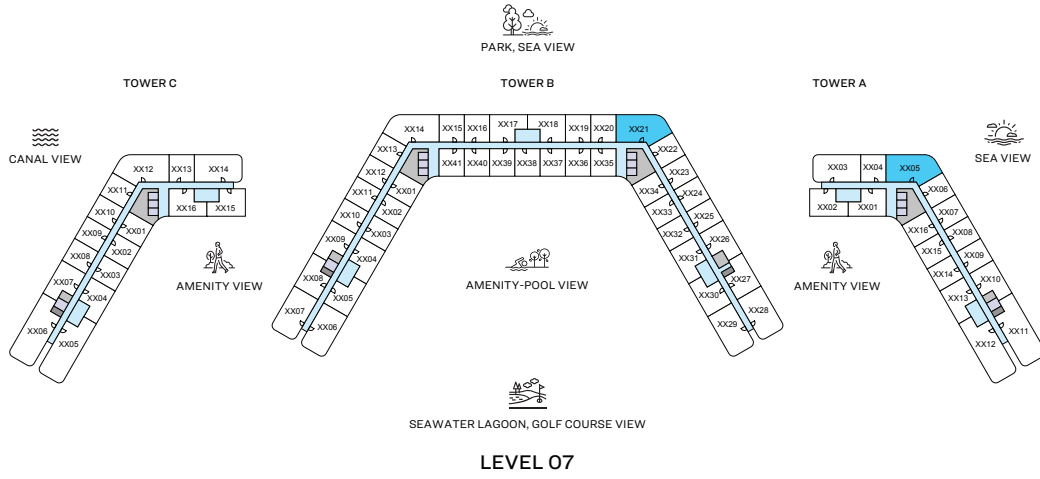 PARK, SEA VIEW
TOWER C
TOWER B
TOWER A
CANAL VIEW
SEA VIEW
XX12 XX13 XX14
XX11
XX10
XX09
XX08
XX07
XX06
XX16 XX15
XX01
XX02
XX03
XX04
XX05
AMENITY VIEW
XX14 XX15 XX16 XX17 XX18 XX19 XX20 XX21
XX13
XX12
XX11
XX10
XX09
XX08
XX07
XX41 XX40 XX39 XX38 XX37 XX36 XX35
XX01
XX02
XX03
XX04
XX05
XX06
XX22
XX23
XX24
XX25
XX26
XX27
XX28
XX34
XX33
XX32
XX31
XX30
XX29
AMENITY-POOL VIEW
XX03 XX04 XX05
XX02 XX01
XX06
XX07
XX08
XX09
XX10
XX11
XX16
XX15
XX14
XX13
XX12
AMENITY VIEW
SEAWATER LAGOON, GOLF COURSE VIEW
LEVEL 07